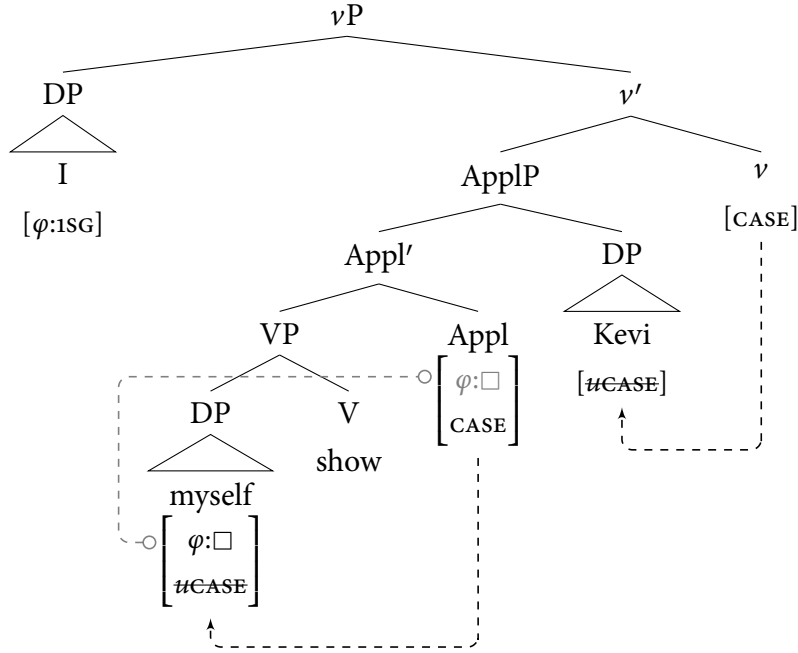 vP
DP v′
I ApplP v
[φ:1SG] [CASE]
Appl′ DP
VP Appl Kevi
[φ:□ CASE] [uCASE]
DP V
show
myself
[φ:□
uCASE]